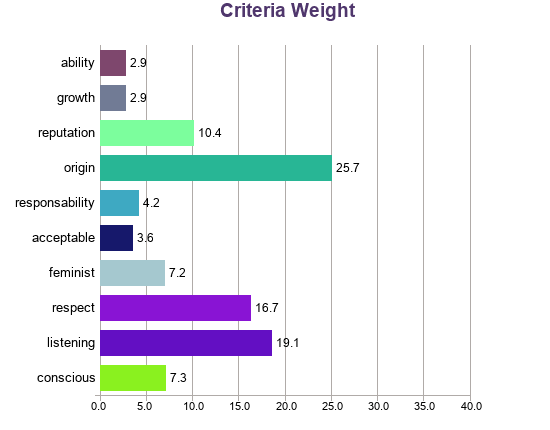 Criteria Weight
ability 2.9
growth 2.9
reputation 10.4
origin 25.7
responsability 4.2
acceptable 3.6
feminist 7.2
respect 16.7
listening 19.1
conscious 7.3
0.0 5.0 10.0 15.0 20.0 25.0 30.0 35.0 40.0